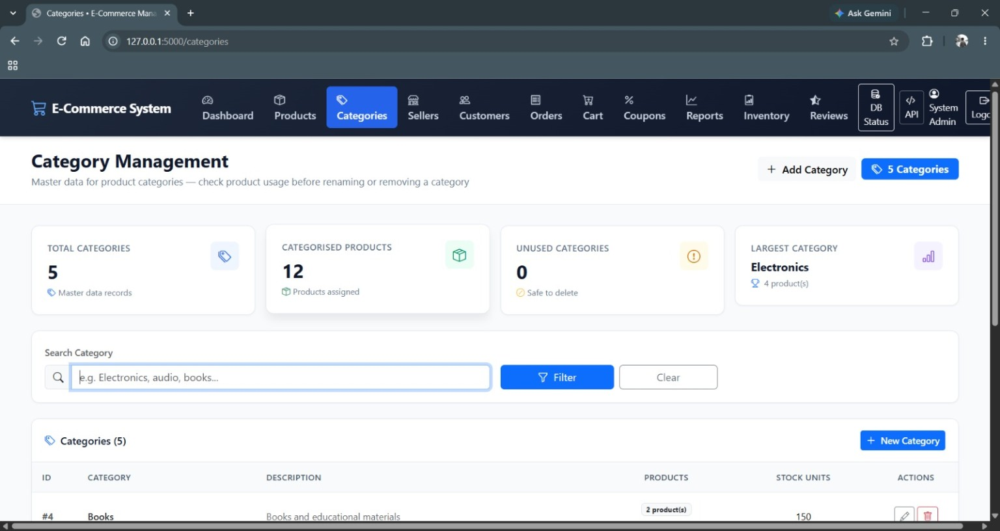 Categories • E-Commerce Mana
Ask Gemini
127.0.0.1:5000/categories
E-Commerce System
Dashboard
Products
Categories
Sellers
Customers
Orders
Cart
Coupons
Reports
Inventory
Reviews
DB
Status
API
System
Admin
Logo
Category Management
Master data for product categories — check product usage before renaming or removing a category
+ Add Category
5 Categories
TOTAL CATEGORIES
5
Master data records
CATEGORISED PRODUCTS
12
Products assigned
UNUSED CATEGORIES
0
Safe to delete
LARGEST CATEGORY
Electronics
4 product(s)
Search Category
e.g. Electronics, audio, books...
Filter
Clear
Categories (5)
+ New Category
ID CATEGORY DESCRIPTION PRODUCTS STOCK UNITS ACTIONS
#4 Books Books and educational materials 2 product(s) 150